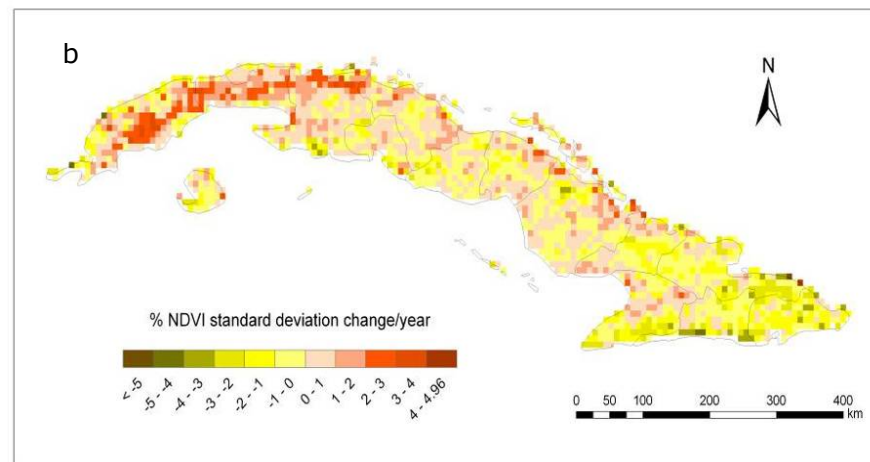 b
N
% NDVI standard deviation change/year
< -5
-5 - -4
-4 - -3
-3 - -2
-2 - -1
-1 - 0
0 - 1
1 - 2
2 - 3
3 - 4
4 - 4.96
0 50 100 200 300 400
km